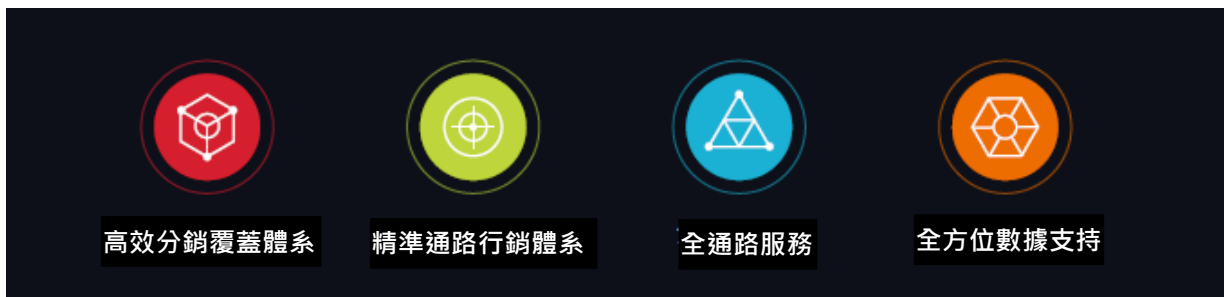 高效分銷覆蓋體系
精準通路行銷體系
全通路服務
全方位數據支持